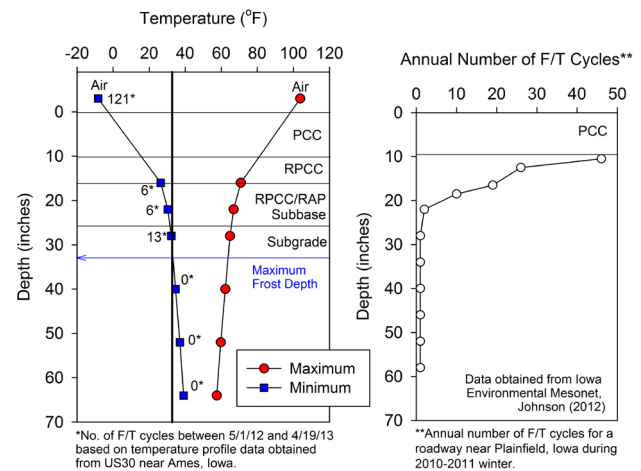 Temperature (°F)
-20 0 20 40 60 80 100 120
Air
Air
121*
0
PCC
10
RPCC
6*
20
6*
RPCC/RAP
Subbase
13*
30
Subgrade
Maximum
Frost Depth
0*
40
50
0*
60
0*
70
Depth (inches)
Maximum
Minimum
*No. of F/T cycles between 5/1/12 and 4/19/13
based on temperature profile data obtained
from US30 near Ames, Iowa.
Annual Number of F/T Cycles**
0 10 20 30 40 50
0
PCC
10
20
30
40
50
60
70
Depth (inches)
Data obtained from Iowa
Environmental Mesonet,
Johnson (2012)
**Annual number of F/T cycles for a
roadway near Plainfield, Iowa during
2010-2011 winter.